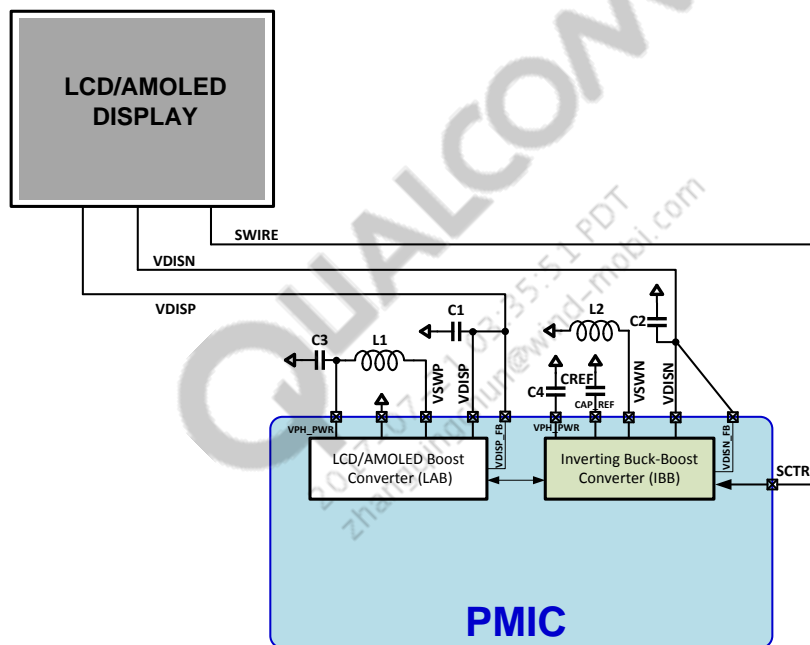 QUALCOM
LCD/AMOLED
DISPLAY
SWIRE
VDISN
VDISP
C3
L1
C1
L2
C2
VSWP
VDISP
C4
CREF
CAP_REF
VSWN
VDISN
VPH_PWR
VDISP_FB
VPH_PWR
VDISN_FB
LCD/AMOLED Boost
Converter (LAB)
Inverting Buck-Boost
Converter (IBB)
SCTR
PMIC